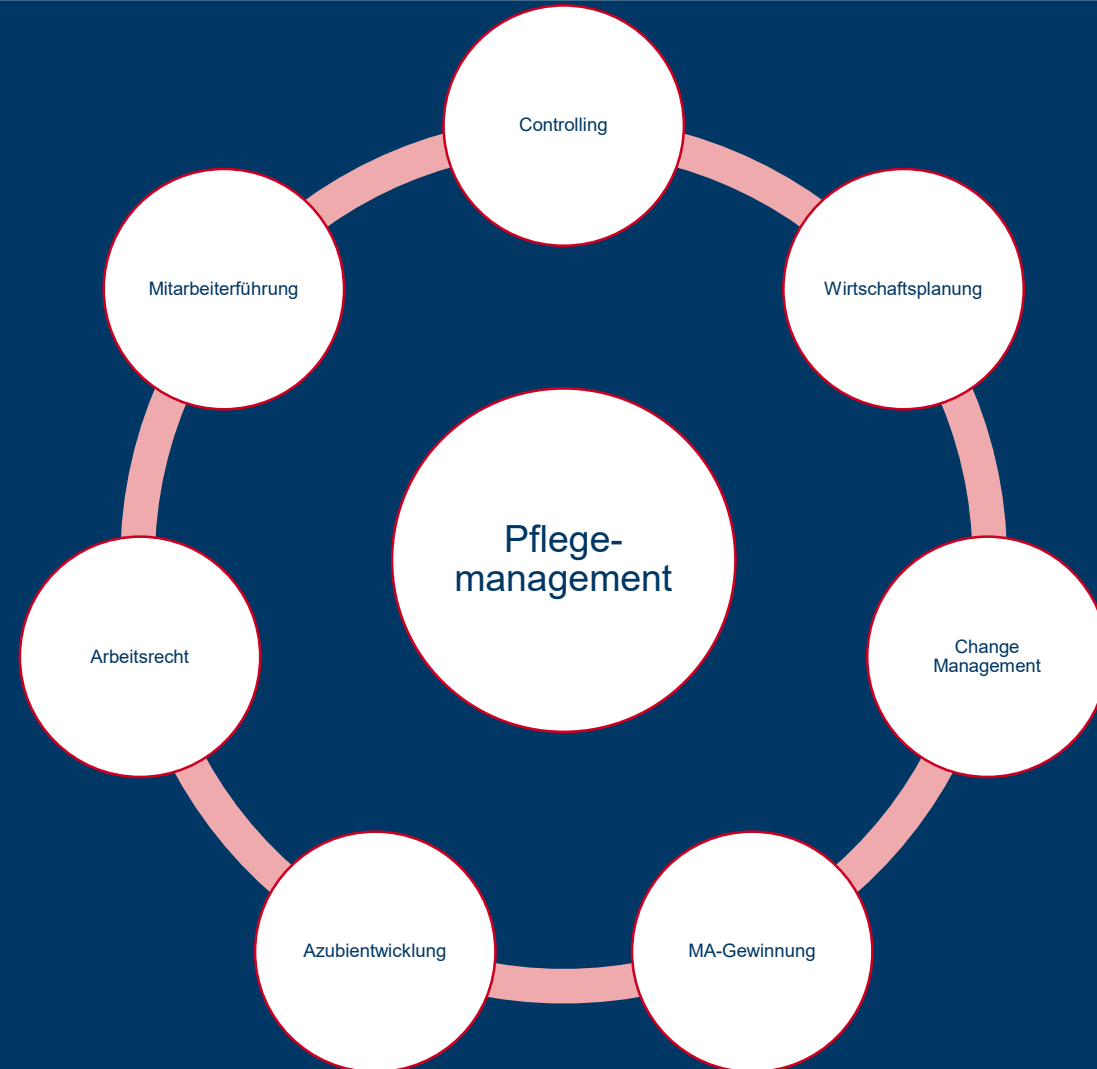 Controlling
Mitarbeiterführung
Wirtschaftsplanung
Pflege-
management
Arbeitsrecht
Change
Management
Azubientwicklung
MA-Gewinnung